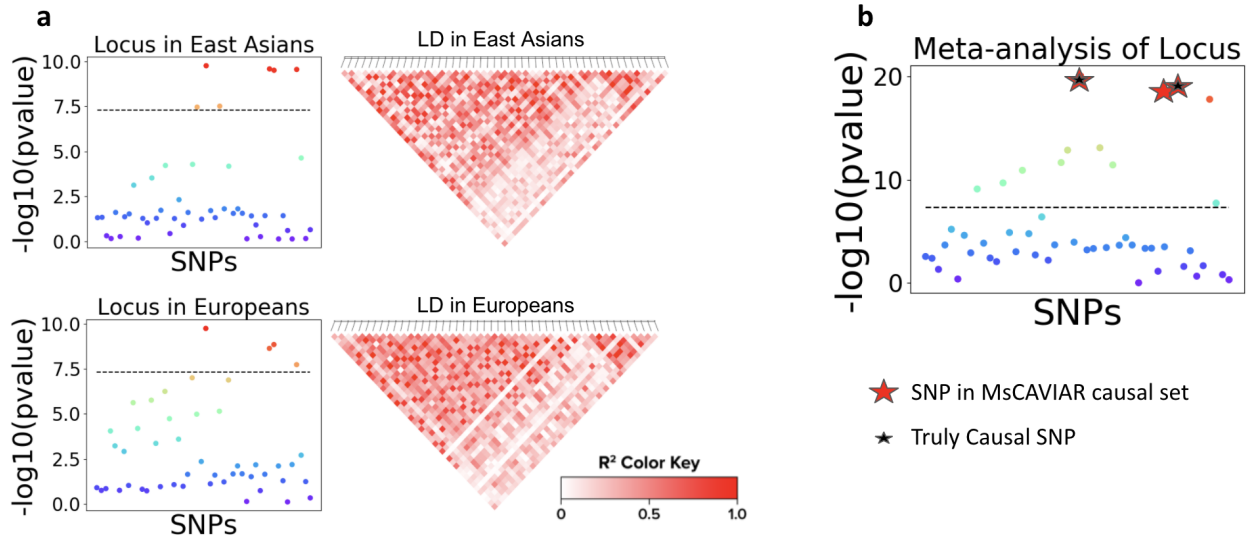 a
Locus in East Asians
-log10(pvalue)
10.0
7.5
5.0
2.5
0.0
SNPs
LD in East Asians
Locus in Europeans
-log10(pvalue)
10.0
7.5
5.0
2.5
0.0
SNPs
LD in Europeans
R² Color Key
0 0.5 1.0
b
Meta-analysis of Locus
-log10(pvalue)
20
10
0
SNPs
SNP in MsCAVIAR causal set
Truly Causal SNP